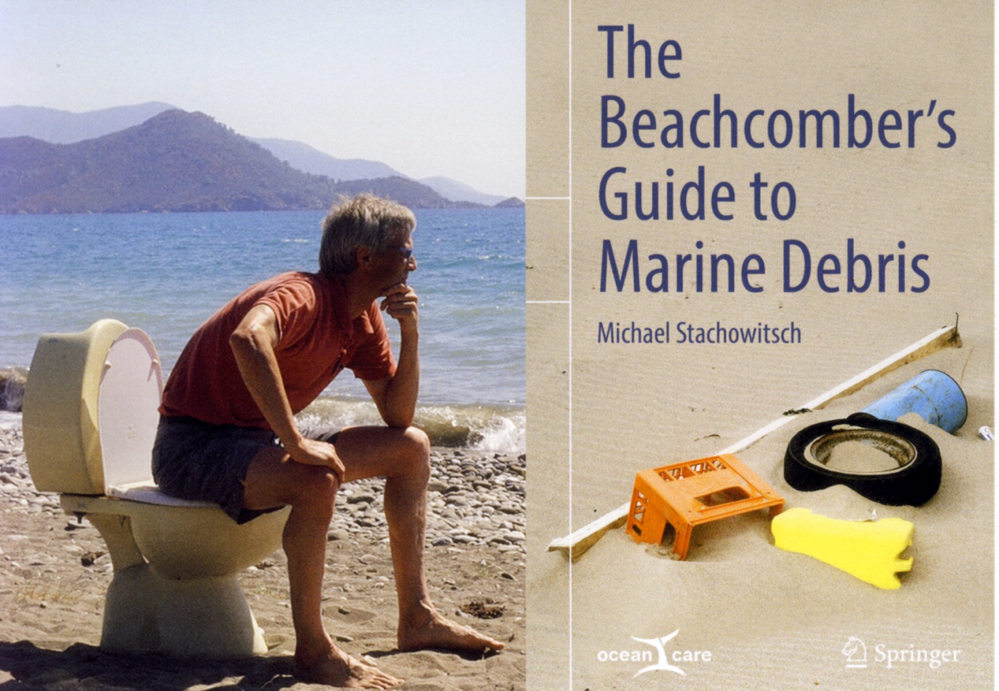 The
Beachcomber's
Guide to
Marine Debris
Michael Stachowitsch
ocean care
Springer